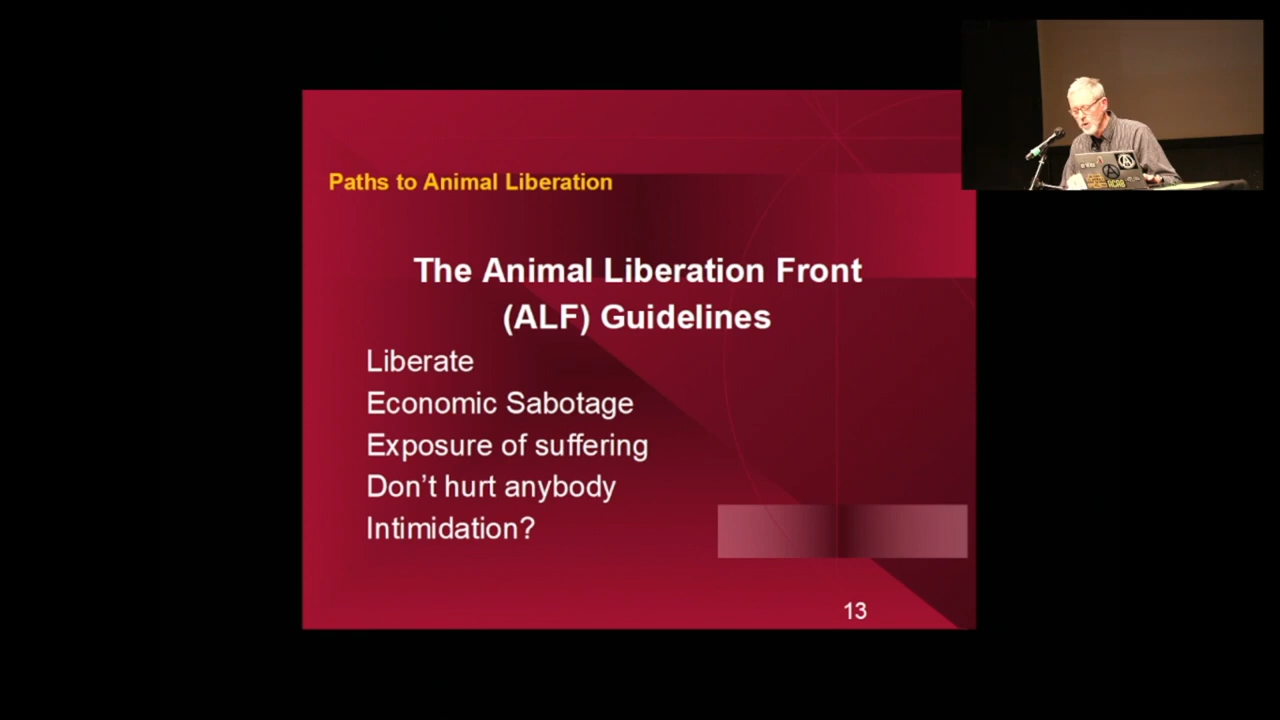 Paths to Animal Liberation
The Animal Liberation Front
(ALF) Guidelines
Liberate
Economic Sabotage
Exposure of suffering
Don't hurt anybody
Intimidation?
13
ACAB